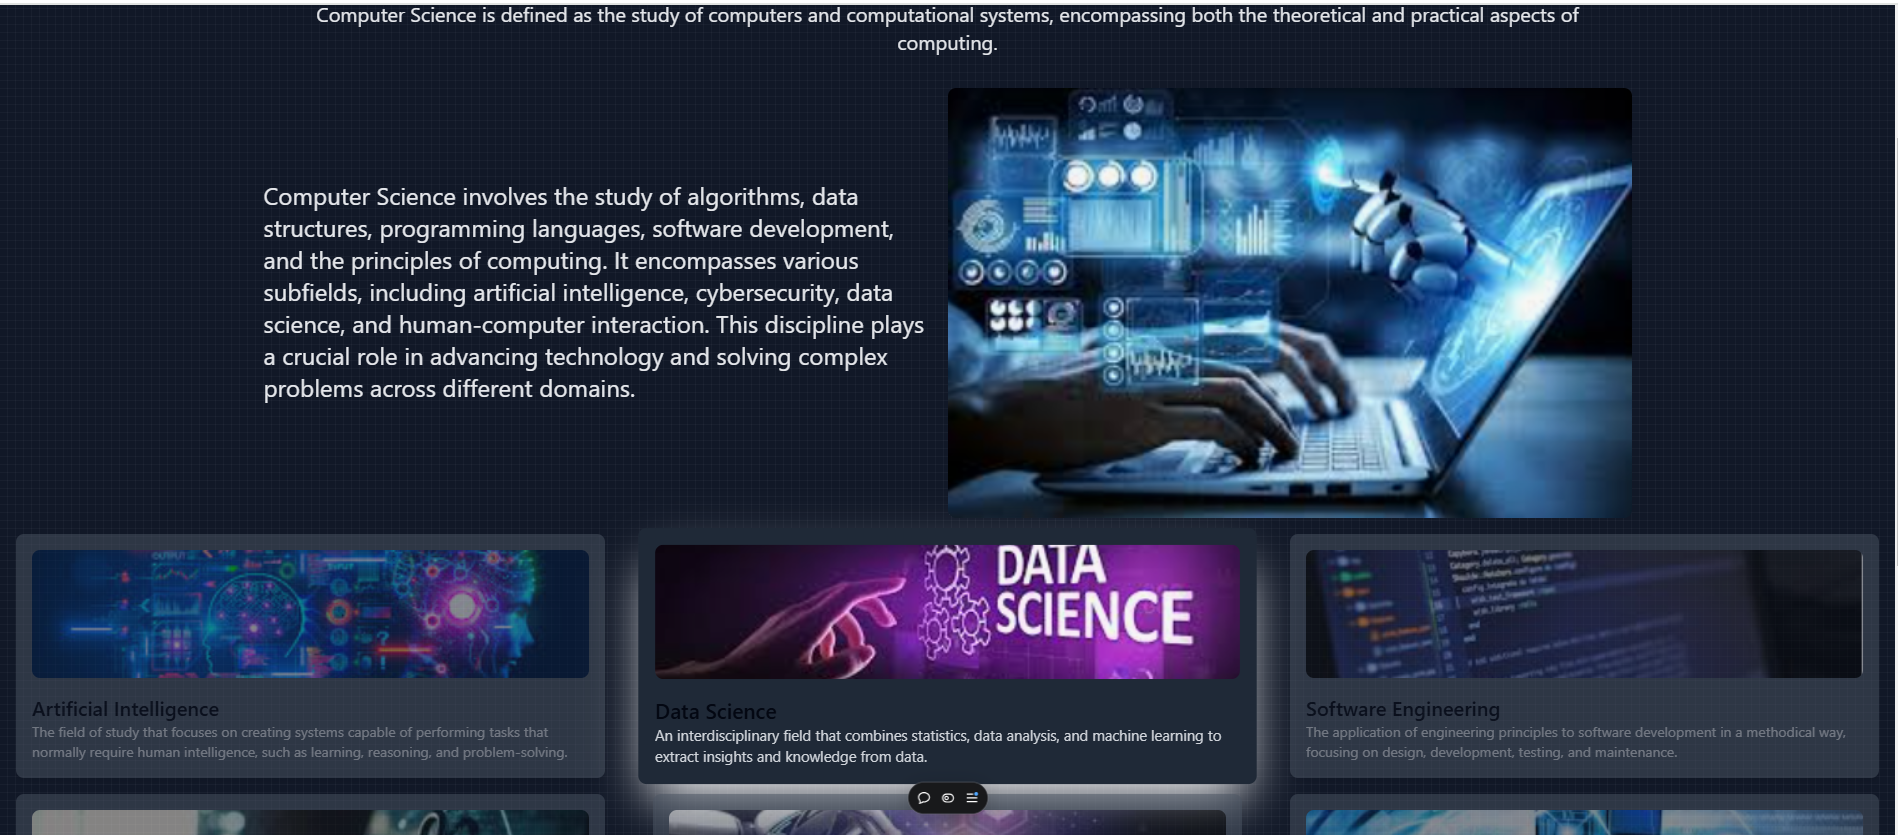 Computer Science is defined as the study of computers and computational systems, encompassing both the theoretical and practical aspects of
computing.
Computer Science involves the study of algorithms, data
structures, programming languages, software development,
and the principles of computing. It encompasses various
subfields, including artificial intelligence, cybersecurity, data
science, and human-computer interaction. This discipline plays
a crucial role in advancing technology and solving complex
problems across different domains.
DATA
SCIENCE
Artificial Intelligence
The field of study that focuses on creating systems capable of performing tasks that
normally require human intelligence, such as learning, reasoning, and problem-solving.
Data Science
An interdisciplinary field that combines statistics, data analysis, and machine learning to
extract insights and knowledge from data.
Software Engineering
The application of engineering principles to software development in a methodical way,
focusing on design, development, testing, and maintenance.